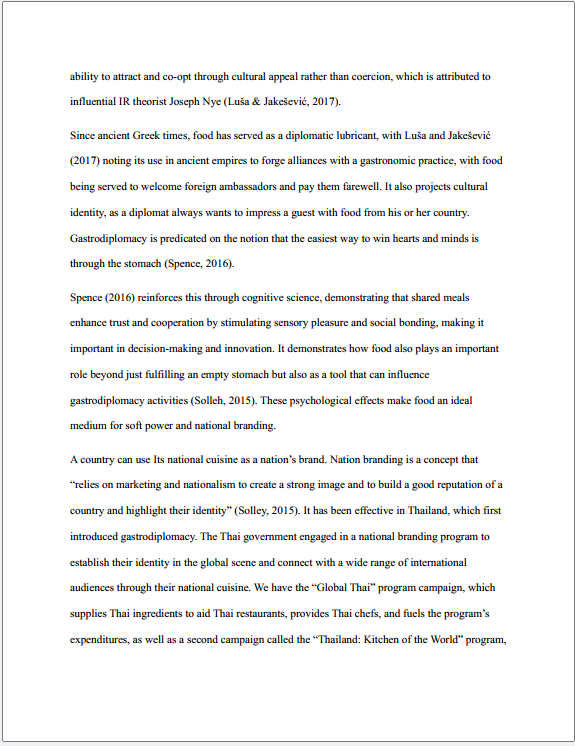 ability to attract and co-opt through cultural appeal rather than coercion, which is attributed to
influential IR theorist Joseph Nye (Luša & Jakešević, 2017).
Since ancient Greek times, food has served as a diplomatic lubricant, with Luša and Jakešević
(2017) noting its use in ancient empires to forge alliances with a gastronomic practice, with food
being served to welcome foreign ambassadors and pay them farewell. It also projects cultural
identity, as a diplomat always wants to impress a guest with food from his or her country.
Gastrodiplomacy is predicated on the notion that the easiest way to win hearts and minds is
through the stomach (Spence, 2016).
Spence (2016) reinforces this through cognitive science, demonstrating that shared meals
enhance trust and cooperation by stimulating sensory pleasure and social bonding, making it
important in decision-making and innovation. It demonstrates how food also plays an important
role beyond just fulfilling an empty stomach but also as a tool that can influence
gastrodiplomacy activities (Solleh, 2015). These psychological effects make food an ideal
medium for soft power and national branding.
A country can use Its national cuisine as a nation’s brand. Nation branding is a concept that
“relies on marketing and nationalism to create a strong image and to build a good reputation of a
country and highlight their identity” (Solley, 2015). It has been effective in Thailand, which first
introduced gastrodiplomacy. The Thai government engaged in a national branding program to
establish their identity in the global scene and connect with a wide range of international
audiences through their national cuisine. We have the “Global Thai” program campaign, which
supplies Thai ingredients to aid Thai restaurants, provides Thai chefs, and fuels the program’s
expenditures, as well as a second campaign called the “Thailand: Kitchen of the World” program,